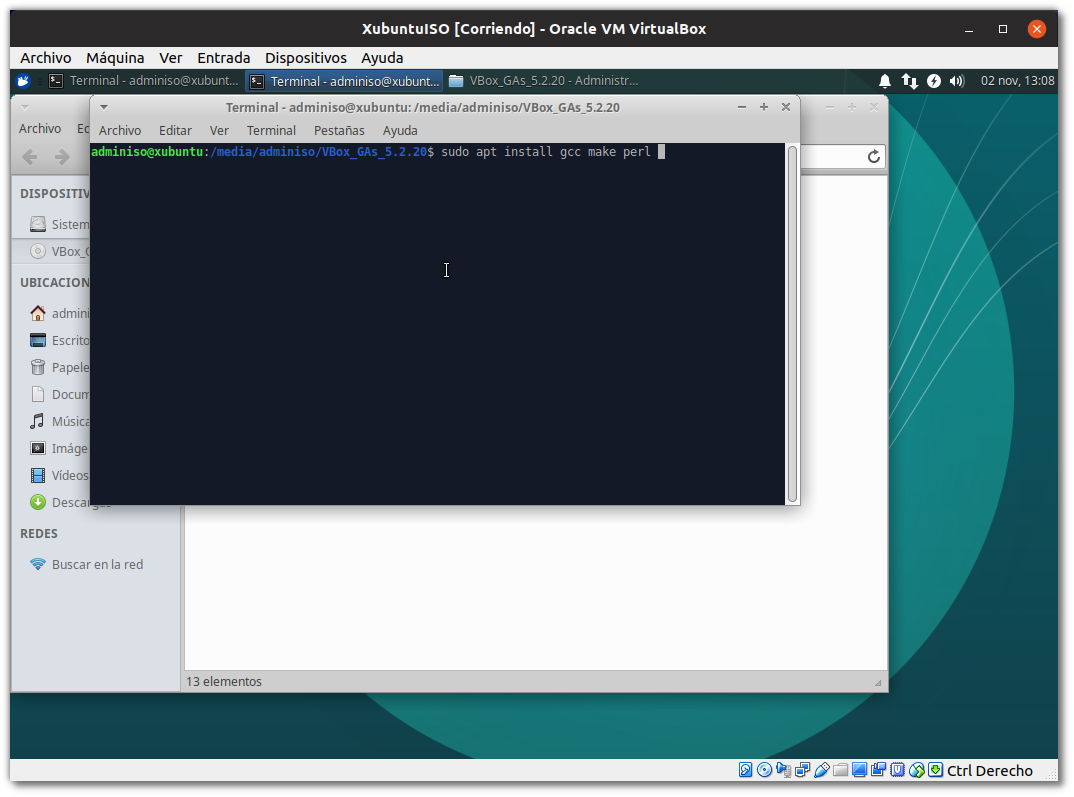 XubuntuISO [Corriendo] - Oracle VM VirtualBox
Archivo Máquina Ver Entrada Dispositivos Ayuda
Terminal - adminiso@xubunt... Terminal - adminiso@xubunt... VBox_GAs_5.2.20 - Administr... 02 nov, 13:08
Terminal - adminiso@xubuntu: /media/adminiso/VBox_GAs_5.2.20
Archivo Ed
Archivo Editar Ver Terminal Pestañas Ayuda
adminiso@xubuntu:/media/adminiso/VBox_GAs_5.2.20$ sudo apt install gcc make perl
DISPOSITIV
Sistem
VBox_G
UBICACION
admini
Escrito
Papele
Docum
Música
Imáge
Vídeos
Descargas
REDES
Buscar en la red
13 elementos
Ctrl Derecho